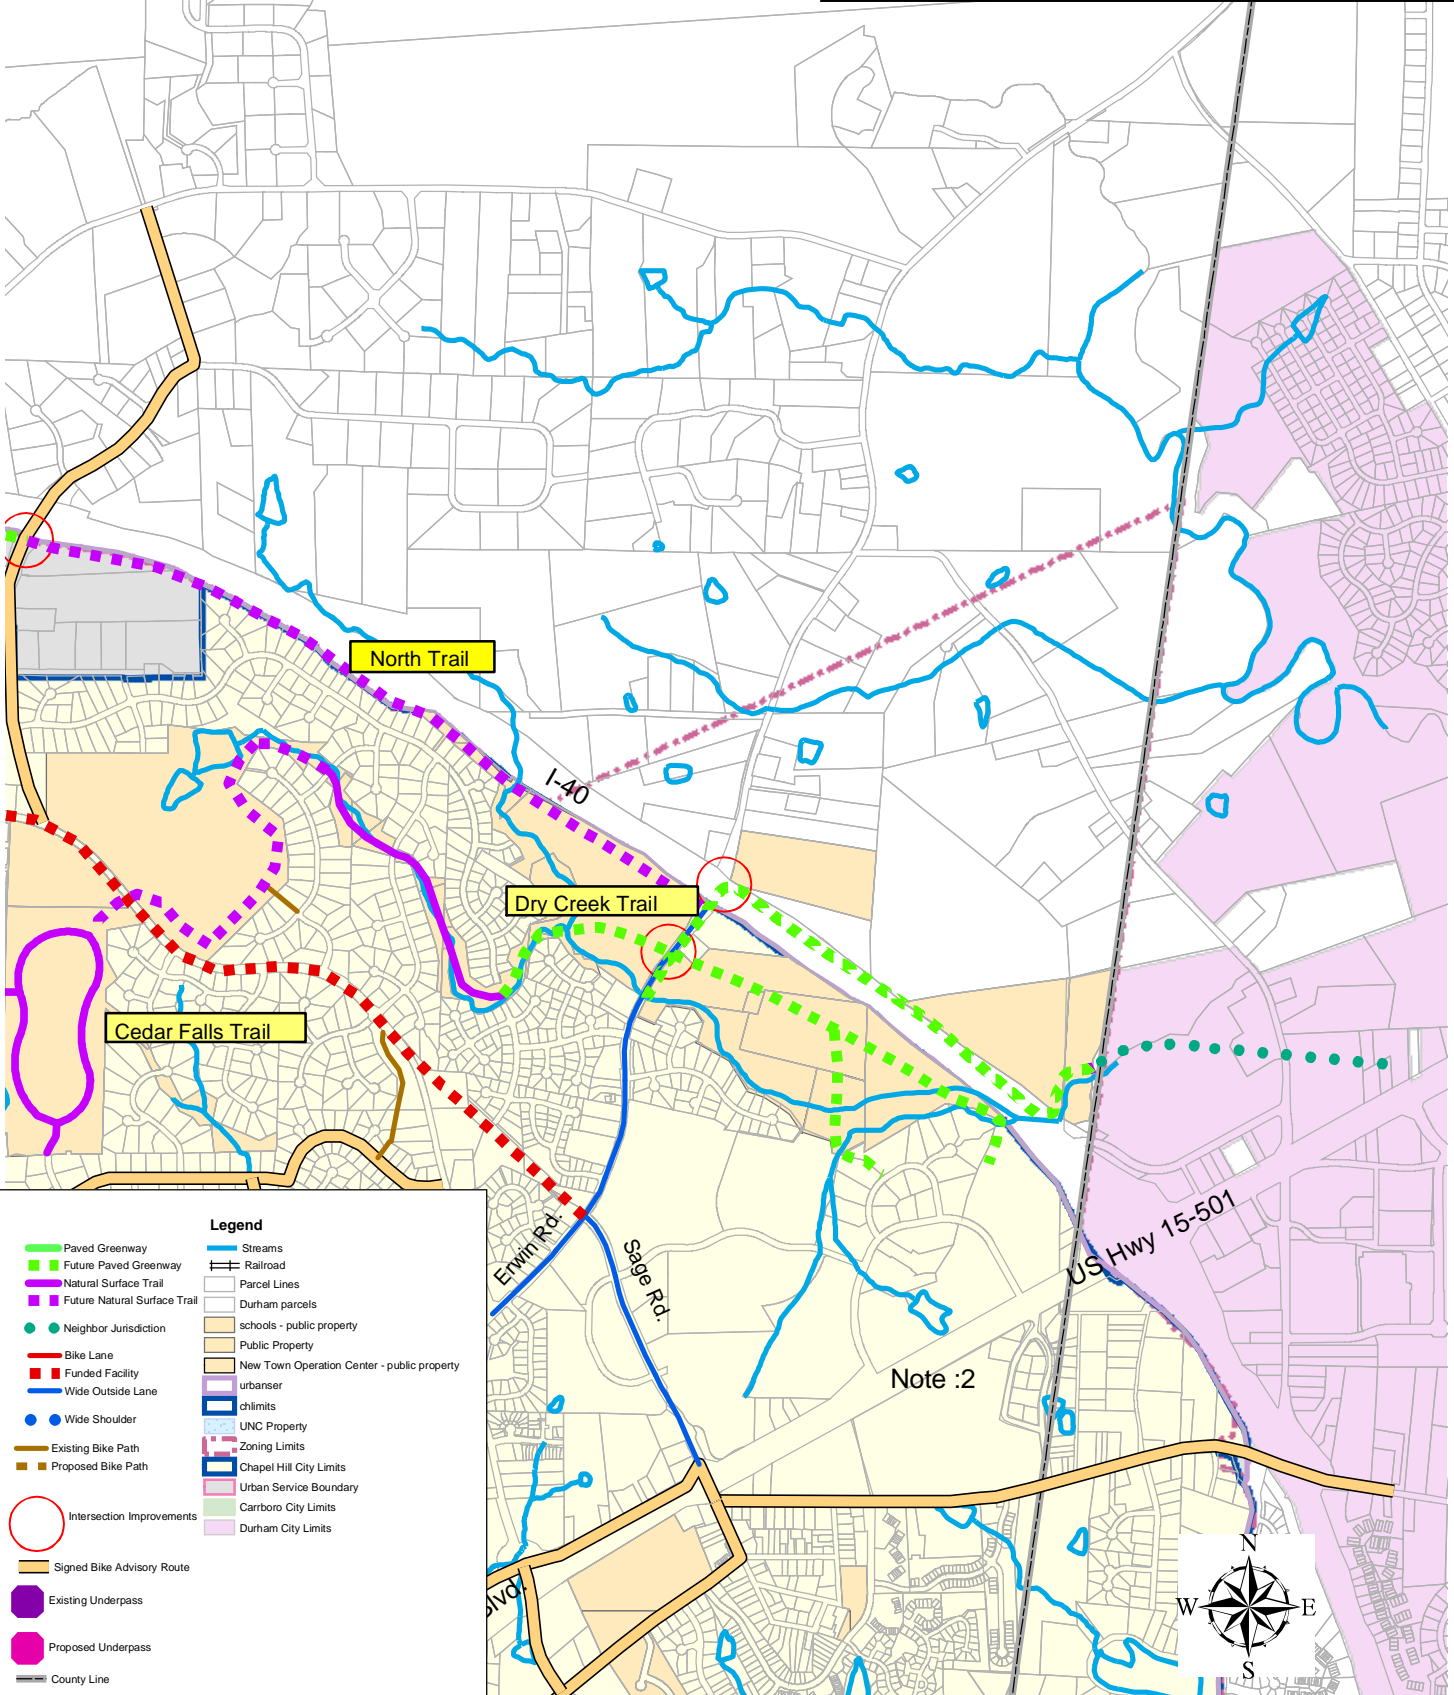 North Trail
I-40
Dry Creek Trail
Cedar Falls Trail
US Hwy 15-501
Erwin Rd.
Sage Rd.
Note :2
Blvd.
Legend
Paved Greenway
Future Paved Greenway
Natural Surface Trail
Future Natural Surface Trail
Neighbor Jurisdiction
Bike Lane
Funded Facility
Wide Outside Lane
Wide Shoulder
Existing Bike Path
Proposed Bike Path
Intersection Improvements
Signed Bike Advisory Route
Existing Underpass
Proposed Underpass
County Line
Streams
Railroad
Parcel Lines
Durham parcels
schools - public property
Public Property
New Town Operation Center - public property
urbanser
chlimits
UNC Property
Zoning Limits
Chapel Hill City Limits
Urban Service Boundary
Carrboro City Limits
Durham City Limits
N
W E
S